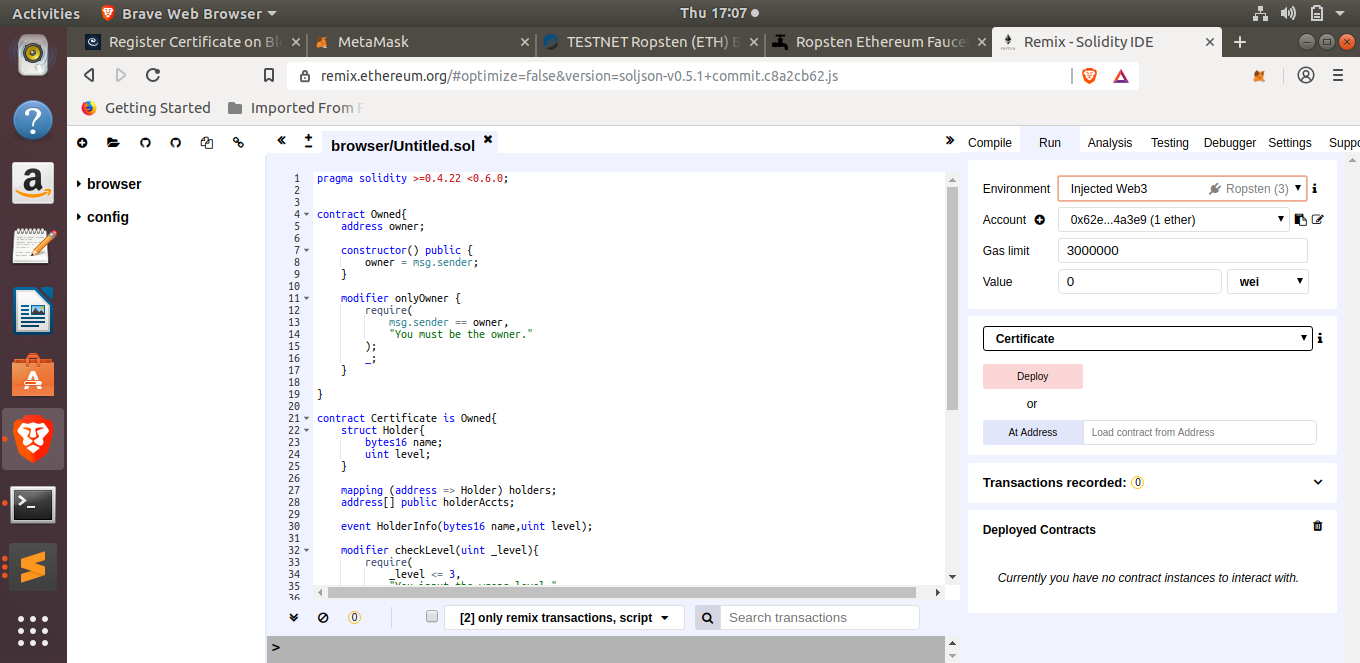 Activities Brave Web Browser Thu 17:07
Register Certificate on Blo MetaMask TESTNET Ropsten (ETH) B Ropsten Ethereum Fauce Remix - Solidity IDE
remix.ethereum.org/#optimize=false&version=soljson-v0.5.1+commit.c8a2cb62.js
Getting Started Imported From F
browser/Untitled.sol
Compile Run Analysis Testing Debugger Settings Suppo
browser
config
1 pragma solidity >=0.4.22 <0.6.0;
2
3
4 contract Owned{
5 address owner;
6
7 constructor() public {
8 owner = msg.sender;
9 }
10
11 modifier onlyOwner {
12 require(
13 msg.sender == owner,
14 "You must be the owner."
15 );
16 _;
17 }
18
19 }
20
21 contract Certificate is Owned{
22 struct Holder{
23 bytes16 name;
24 uint level;
25 }
26
27 mapping (address => Holder) holders;
28 address[] public holderAccts;
29
30 event HolderInfo(bytes16 name,uint level);
31
32 modifier checkLevel(uint _level){
33 require(
34 _level <= 3,
35 "You input the wrong level."
36
Environment Injected Web3 Ropsten (3)
Account 0x62e...4a3e9 (1 ether)
Gas limit 3000000
Value 0 wei
Certificate
Deploy
or
At Address Load contract from Address
Transactions recorded: 0
Deployed Contracts
Currently you have no contract instances to interact with.
0 [2] only remix transactions, script Search transactions
>